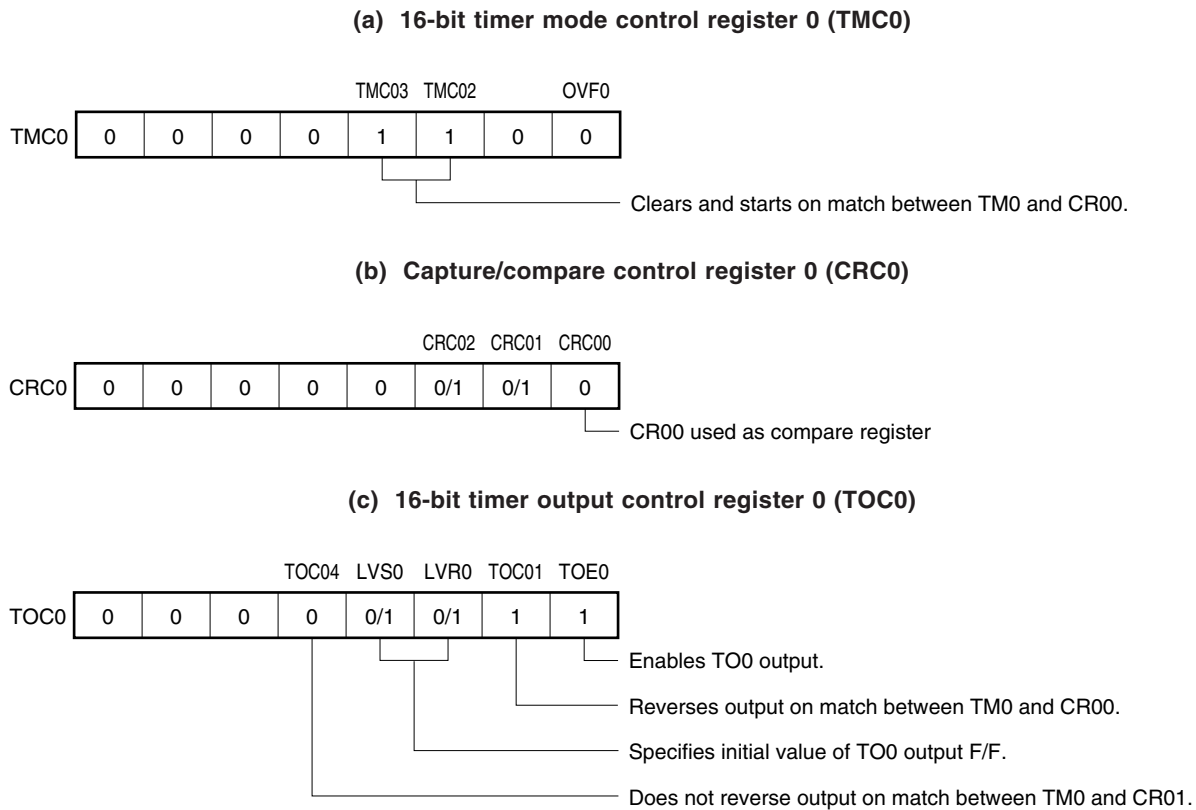 (a) 16-bit timer mode control register 0 (TMC0)
TMC03 TMC02 OVF0
TMC0 0 0 0 0 1 1 0 0
Clears and starts on match between TM0 and CR00.
(b) Capture/compare control register 0 (CRC0)
CRC02 CRC01 CRC00
CRC0 0 0 0 0 0 0/1 0/1 0
CR00 used as compare register
(c) 16-bit timer output control register 0 (TOC0)
TOC04 LVS0 LVR0 TOC01 TOE0
TOC0 0 0 0 0 0/1 0/1 1 1
Enables TO0 output.
Reverses output on match between TM0 and CR00.
Specifies initial value of TO0 output F/F.
Does not reverse output on match between TM0 and CR01.